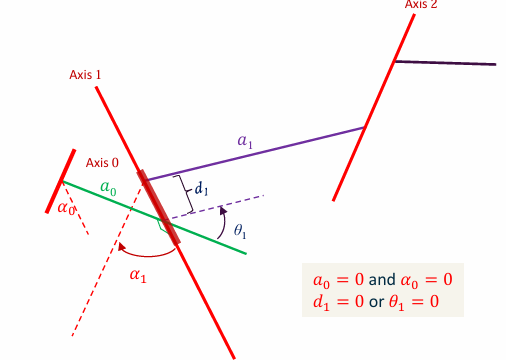 Axis 2
Axis 1
a₁
Axis 0
a₀
d₁
α₀
θ₁
α₁
a₀ = 0 and α₀ = 0
d₁ = 0 or θ₁ = 0